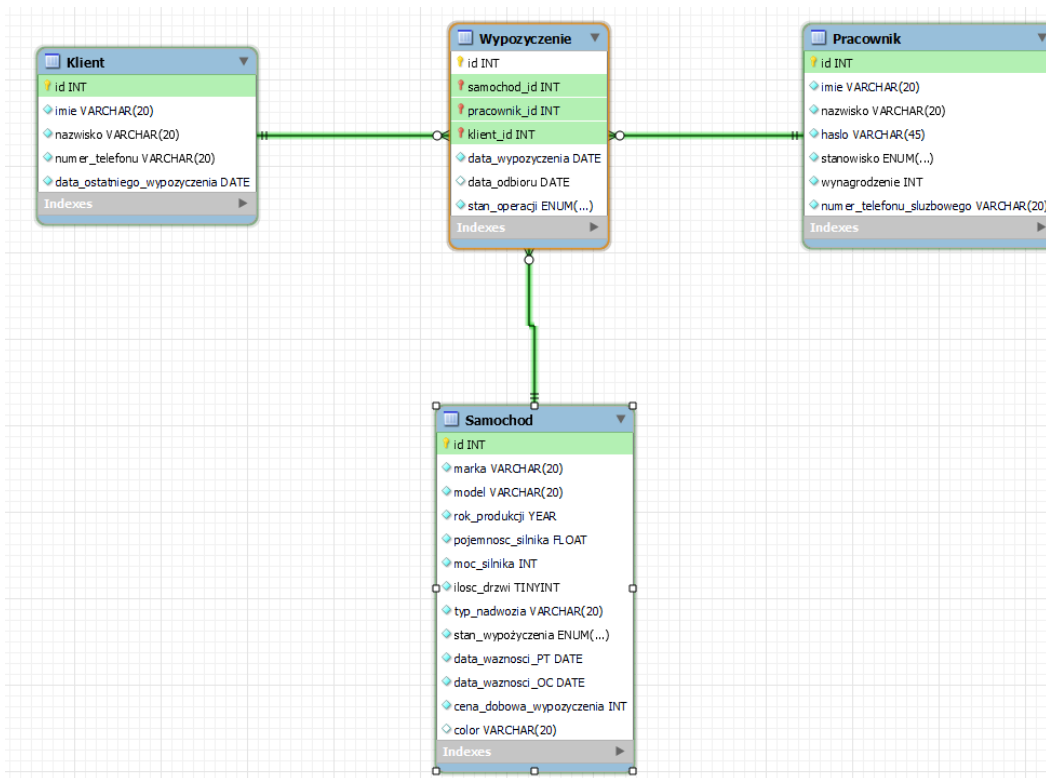 Klient
id INT
imie VARCHAR(20)
nazwisko VARCHAR(20)
numer_telefonu VARCHAR(20)
data_ostatniego_wypozyczenia DATE
Indexes
Wypozyczenie
id INT
samochod_id INT
pracownik_id INT
klient_id INT
data_wypozyczenia DATE
data_odbioru DATE
stan_operacji ENUM(...)
Indexes
Pracownik
id INT
imie VARCHAR(20)
nazwisko VARCHAR(20)
haslo VARCHAR(45)
stanowisko ENUM(...)
wynagrodzenie INT
numer_telefonu_sluzbowego VARCHAR(20)
Indexes
Samochod
id INT
marka VARCHAR(20)
model VARCHAR(20)
rok_produkcji YEAR
pojemnosc_silnika FLOAT
moc_silnika INT
ilosc_drzwi TINYINT
typ_nadwozia VARCHAR(20)
stan_wypożyczenia ENUM(...)
data_waznosci_PT DATE
data_waznosci_OC DATE
cena_dobowa_wypozyczenia INT
color VARCHAR(20)
Indexes